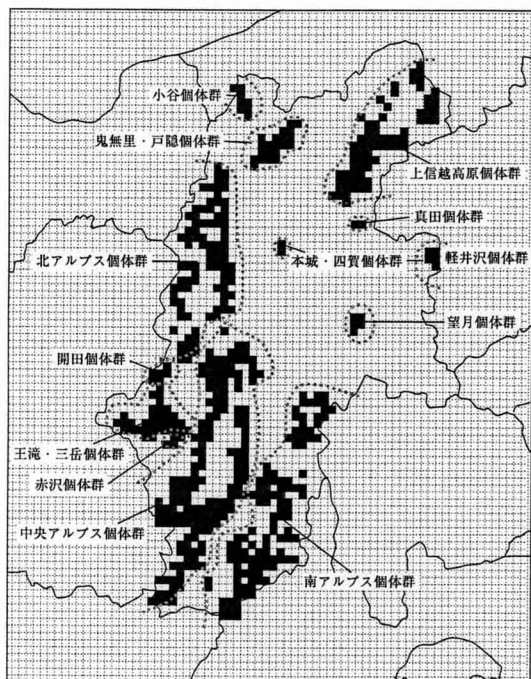 小谷個体群
鬼無里・戸隠個体群
上信越高原個体群
真田個体群
北アルプス個体群
本城・四賀個体群
軽井沢個体群
望月個体群
開田個体群
王滝・三岳個体群
赤沢個体群
中央アルプス個体群
南アルプス個体群